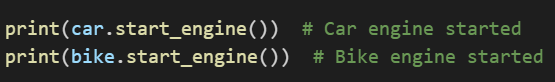 print(car.start_engine())  # Car engine started
print(bike.start_engine())  # Bike engine started